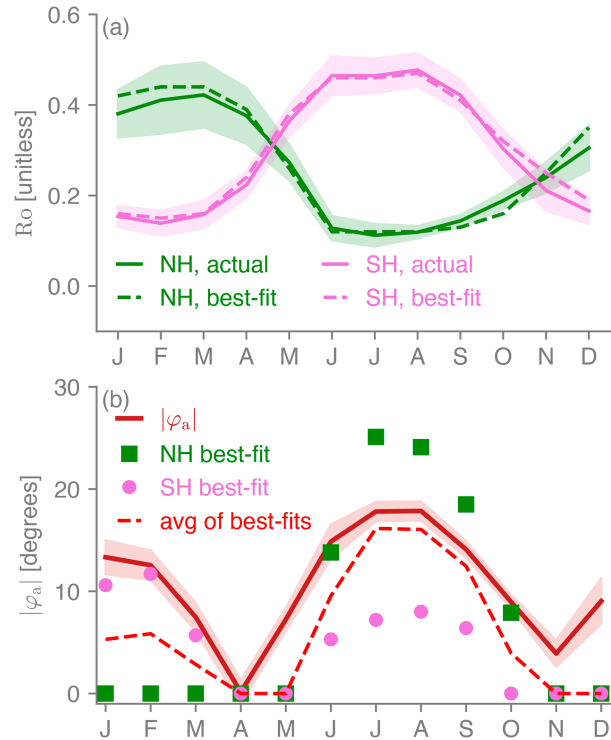 (a)
Ro [unitless]
0.6
0.4
0.2
0.0
NH, actual
NH, best-fit
SH, actual
SH, best-fit
J F M A M J J A S O N D
(b)
|φₐ| [degrees]
30
20
10
0
|φₐ|
NH best-fit
SH best-fit
avg of best-fits
J F M A M J J A S O N D